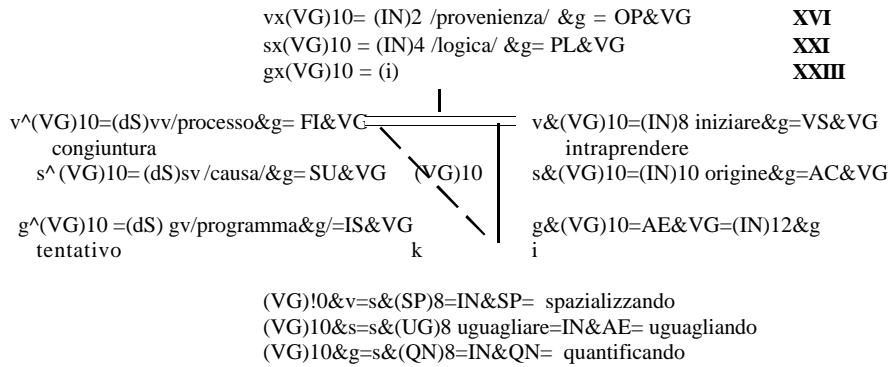 vx(VG)10= (IN)2 /provenienza/ &g = OP&VG XVI
sx(VG)10 = (IN)4 /logica/ &g= PL&VG XXI
gx(VG)10 = (i) XXIII
v^(VG)10=(dS)vv/processo&g= FI&VG v&(VG)10=(IN)8 iniziare&g=VS&VG
congiuntura intraprendere
s^(VG)10= (dS)sv /causa/&g= SU&VG (VG)10 s&(VG)10=(IN)10 origine&g=AC&VG
g^(VG)10 =(dS) gv/programma&g/=IS&VG g&(VG)10=AE&VG=(IN)12&g
tentativo k i
(VG)!0&v=s&(SP)8=IN&SP= spazializzando
(VG)10&s=s&(UG)8 uguagliare=IN&AE= uguagliando
(VG)10&g=s&(QN)8=IN&QN= quantificando